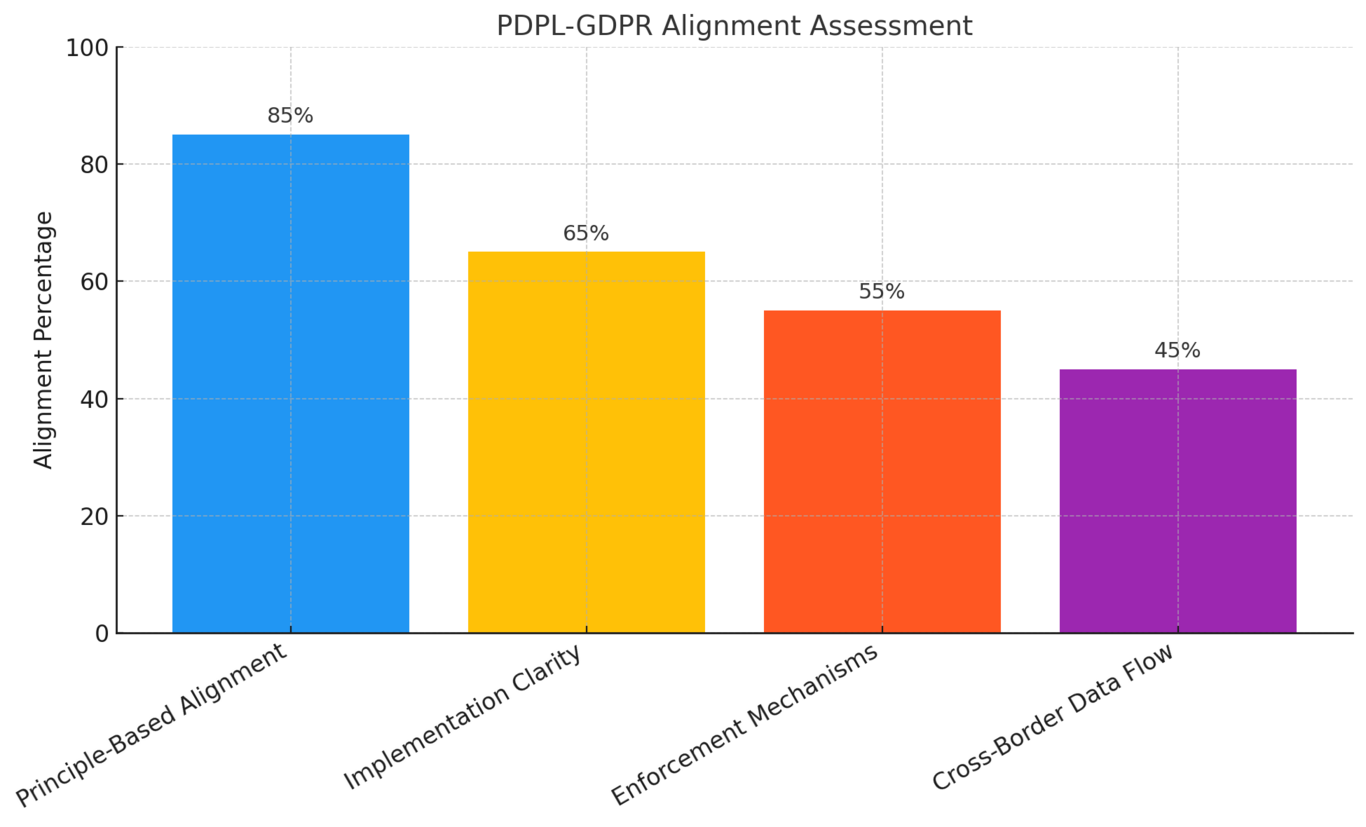 PDPL-GDPR Alignment Assessment
Alignment Percentage
100
80
60
40
20
0
85%
65%
55%
45%
Principle-Based Alignment
Implementation Clarity
Enforcement Mechanisms
Cross-Border Data Flow